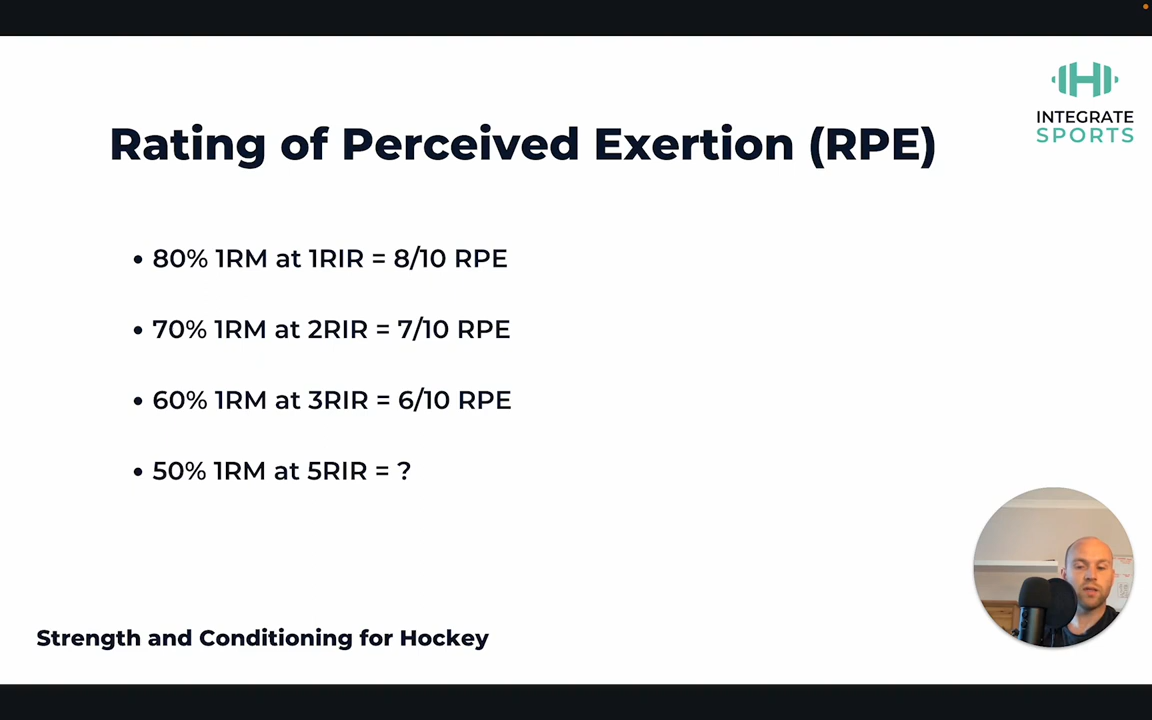 INTEGRATE
SPORTS
Rating of Perceived Exertion (RPE)
• 80% 1RM at 1RIR = 8/10 RPE
• 70% 1RM at 2RIR = 7/10 RPE
• 60% 1RM at 3RIR = 6/10 RPE
• 50% 1RM at 5RIR = ?
Strength and Conditioning for Hockey